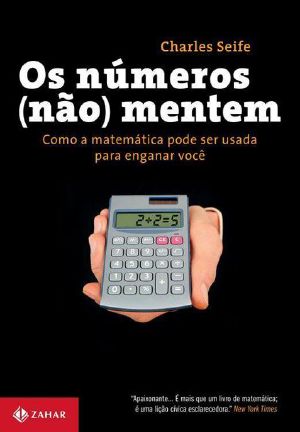 Charles Seife
Os números
(não) mentem
Como a matemática pode ser usada
para enganar você
2+2=5
"Apaixonante... É mais que um livro de matemática;
é uma lição cívica esclarecedora." New York Times
ZAHAR